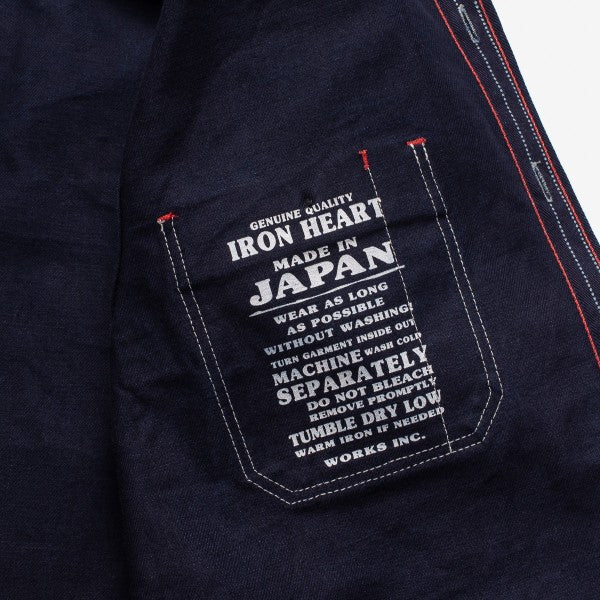 GENUINE QUALITY
IRON HEART
MADE IN
JAPAN
WEAR AS LONG
AS POSSIBLE
WITHOUT WASHING!
TURN GARMENT INSIDE OUT
MACHINE WASH COLD
SEPARATELY
DO NOT BLEACH
REMOVE PROMPTLY
TUMBLE DRY LOW
WARM IRON IF NEEDED
WORKS INC.